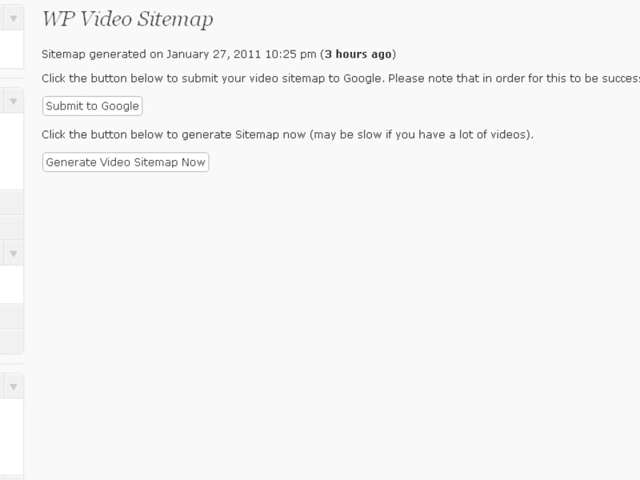 WP Video Sitemap
Sitemap generated on January 27, 2011 10:25 pm (3 hours ago)
Click the button below to submit your video sitemap to Google. Please note that in order for this to be
Submit to Google
Click the button below to generate Sitemap now (may be slow if you have a lot of videos).
Generate Video Sitemap Now